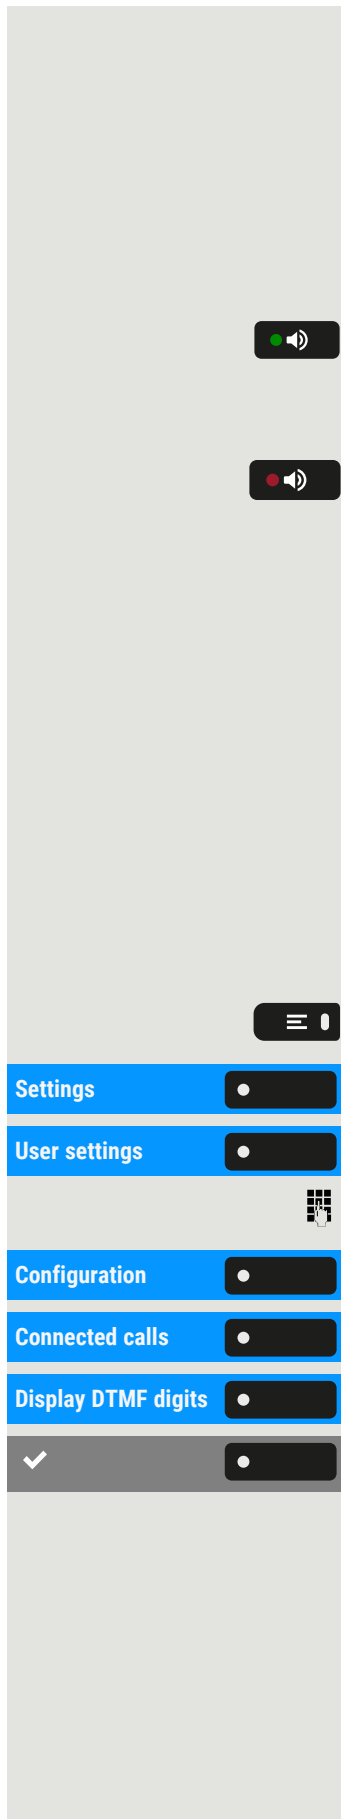 Settings
User settings
Configuration
Connected calls
Display DTMF digits